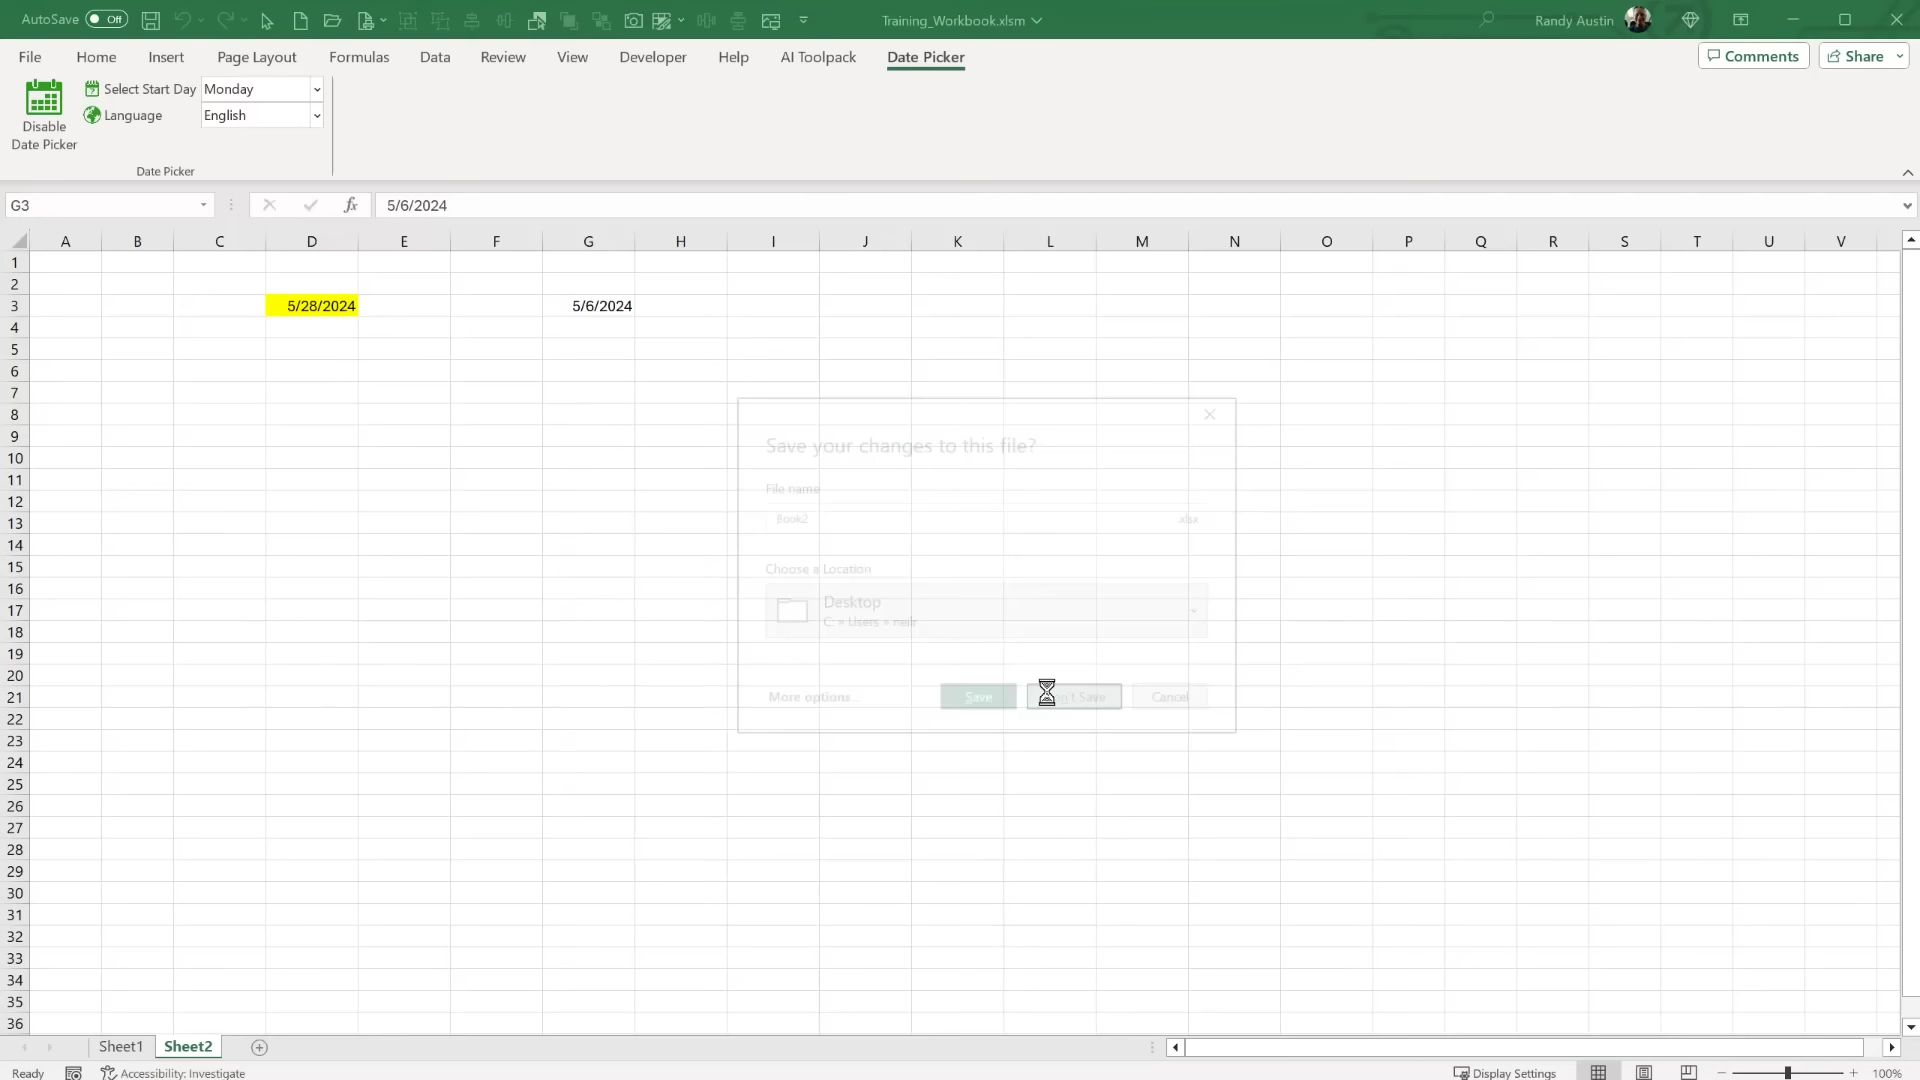 AutoSave Off Training_Workbook.xlsm Randy Austin
File Home Insert Page Layout Formulas Data Review View Developer Help AI Toolpack Date Picker Comments Share
Disable
Date Picker
Select Start Day Monday
Language English
Date Picker
G3 fx 5/6/2024
A B C D E F G H I J K L M N O P Q R S T U V
1
2
3 5/28/2024 5/6/2024
4
5
6
7
8
9
10
11
12
13
14
15
16
17
18
19
20
21
22
23
24
25
26
27
28
29
30
31
32
33
34
35
36
Save your changes to this file?
File name
Book2 .xlsx
Choose a Location
Desktop
C: » Users » neilr
More options... Save Cancel
Sheet1 Sheet2
Ready Accessibility: Investigate Display Settings 100%